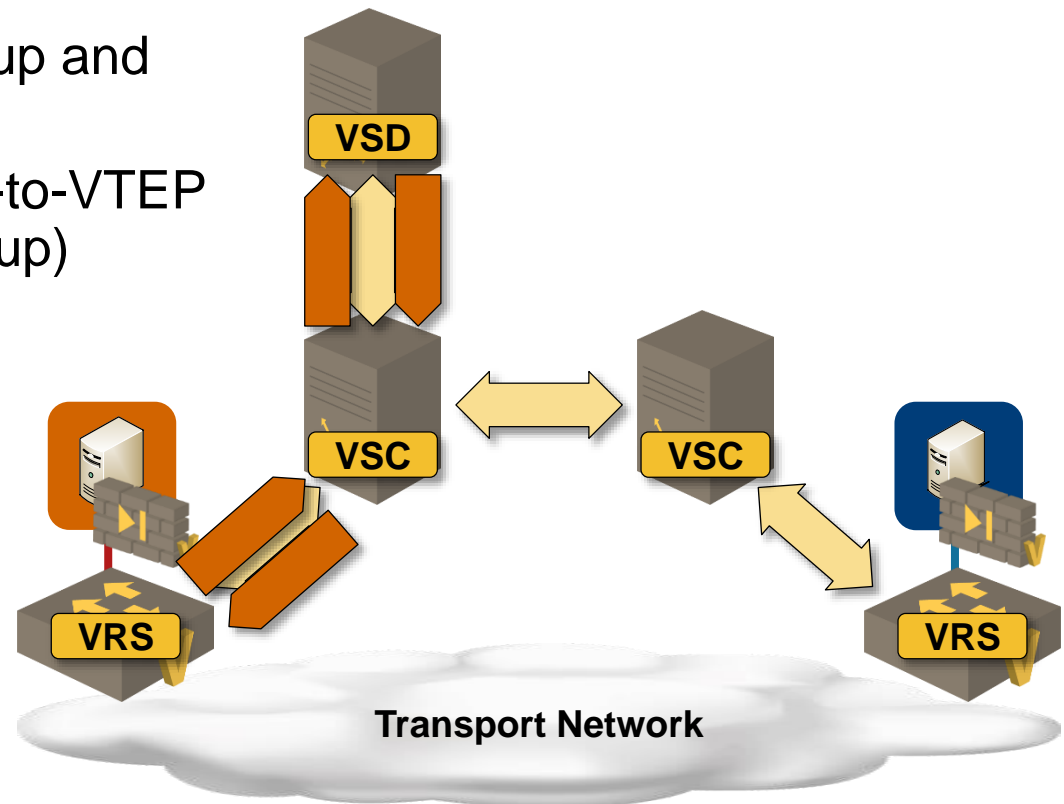 up and
-to-VTEP
up)
VSD
VSC
VSC
VRS
VRS
Transport Network